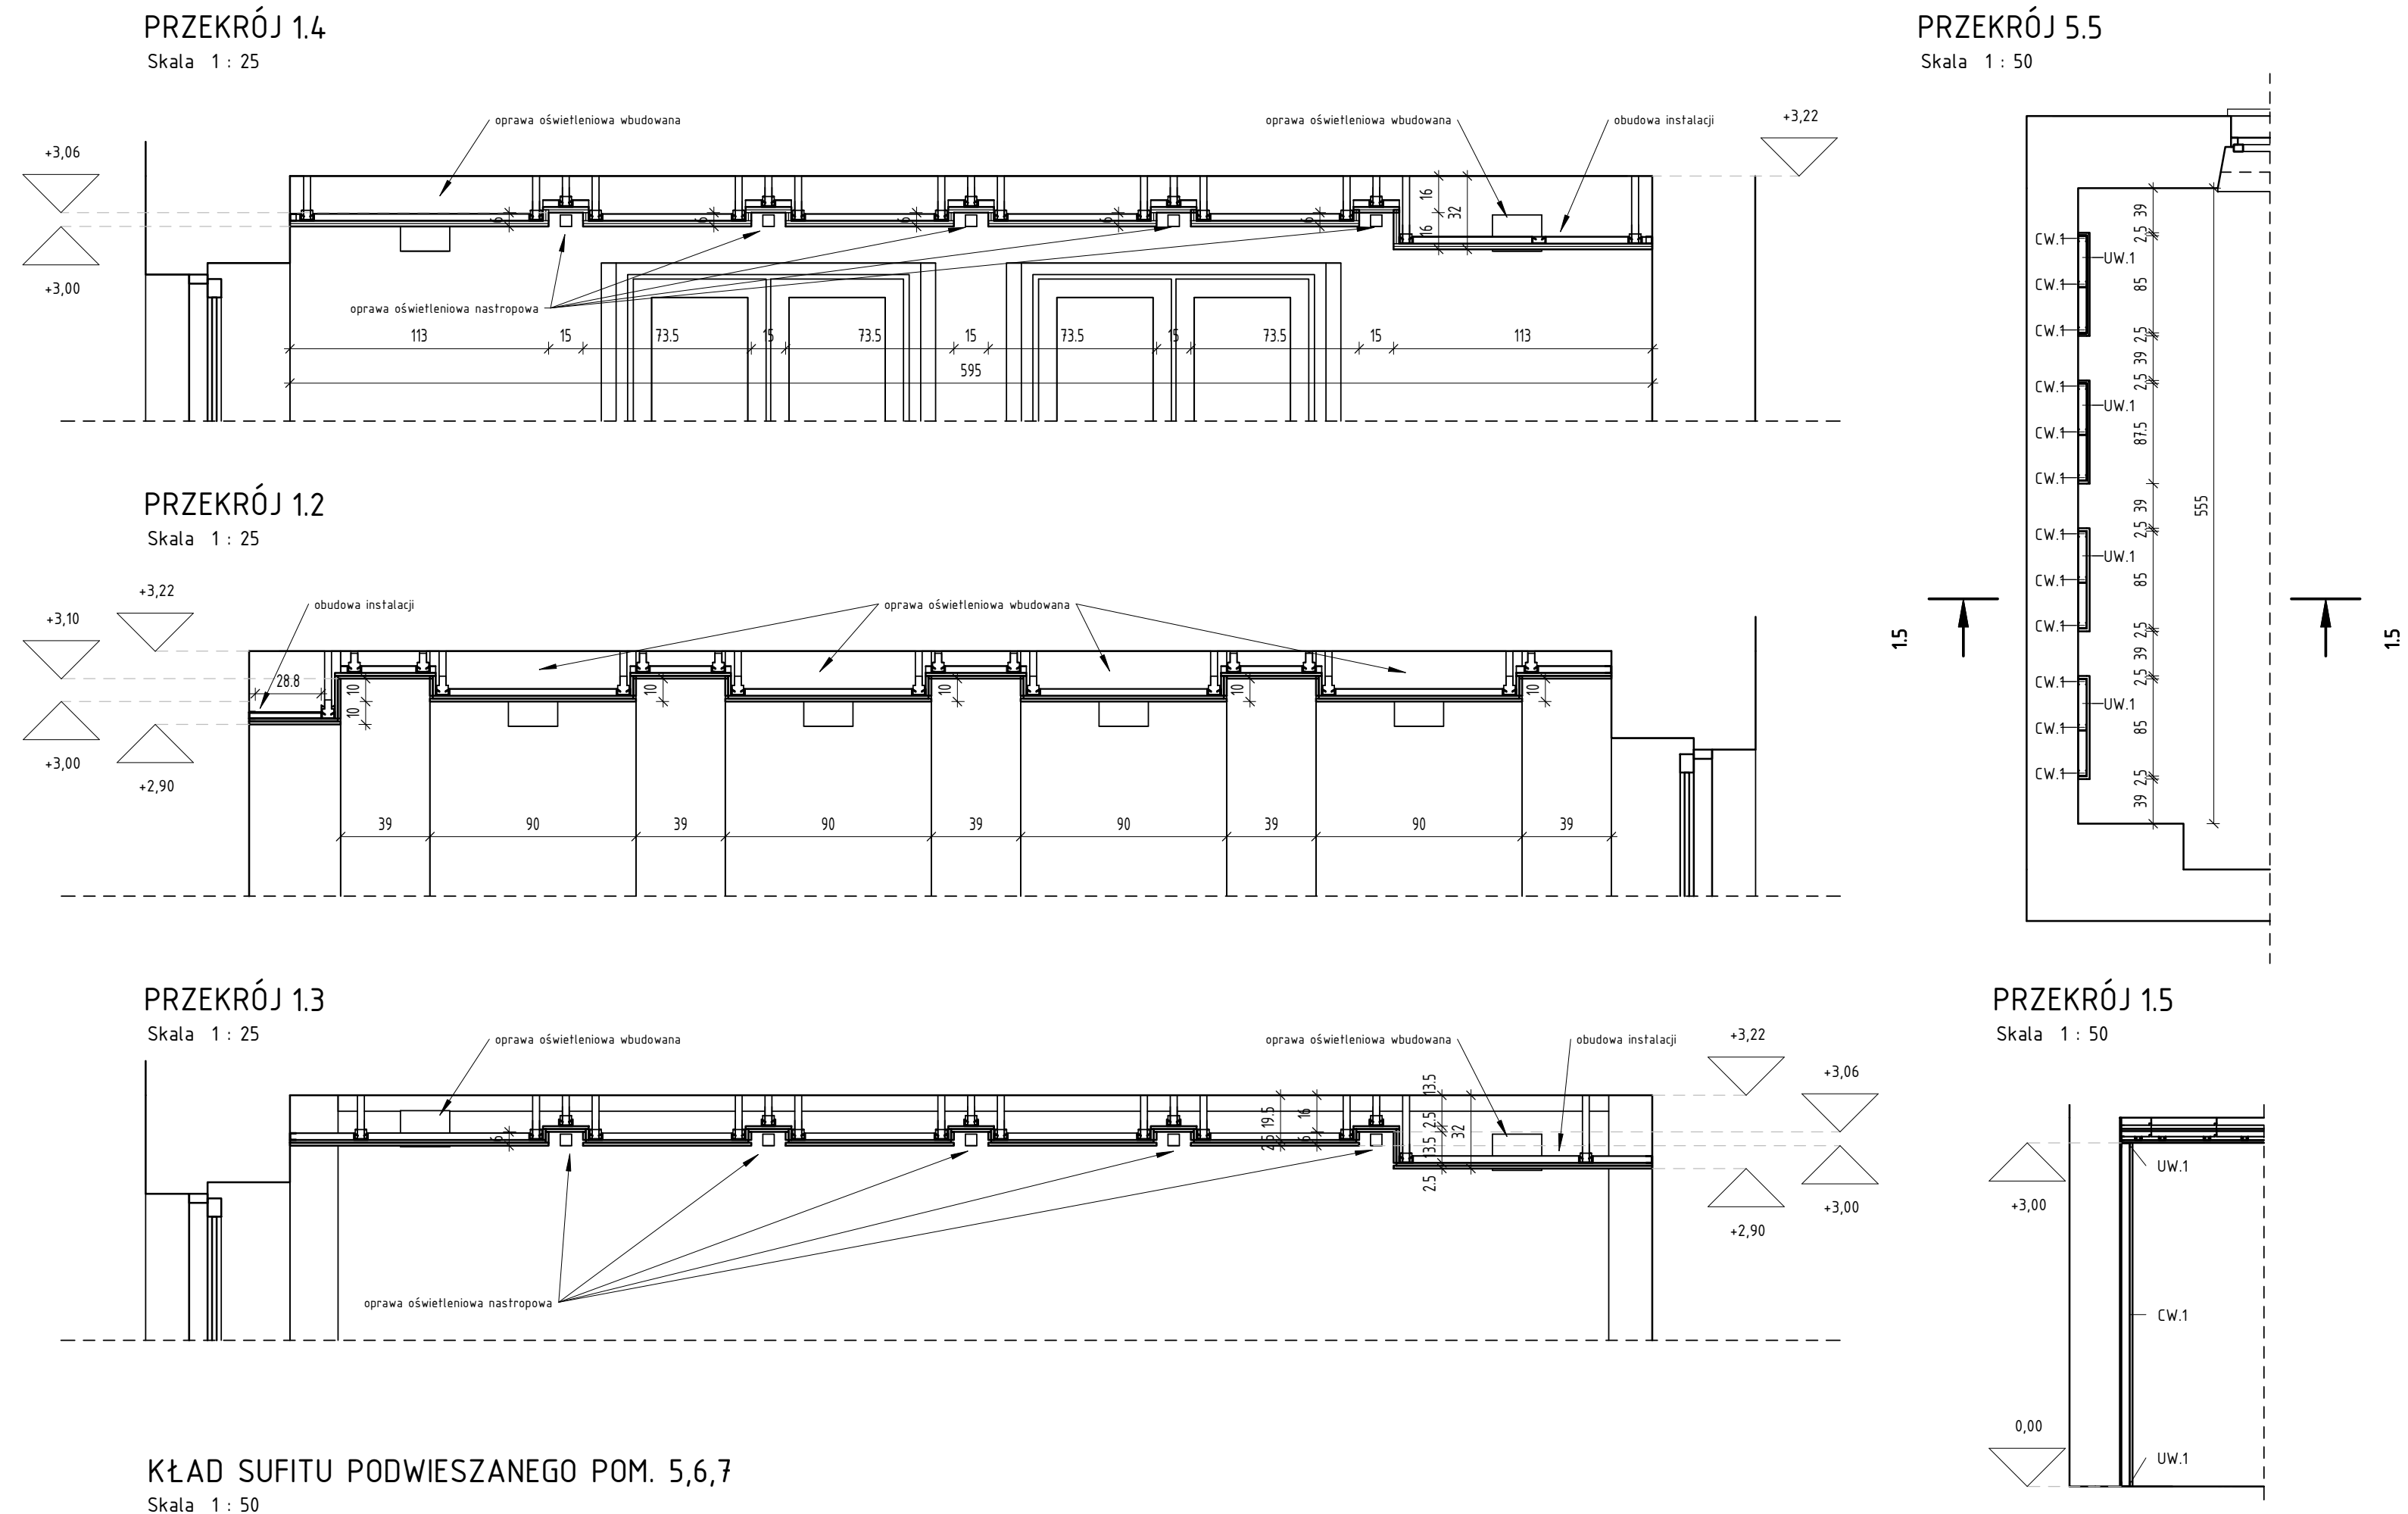 PRZEKRÓJ 1.4
Skala 1 : 25
oprawa oświetleniowa wbudowana
oprawa oświetleniowa wbudowana
obudowa instalacji
+3,22
+3,06
+3,00
16
32
16
6
6
6
6
6
oprawa oświetleniowa nastropowa
113
15
73.5
15
73.5
15
73.5
15
73.5
15
113
595
PRZEKRÓJ 1.2
Skala 1 : 25
+3,22
+3,10
+3,00
+2,90
obudowa instalacji
oprawa oświetleniowa wbudowana
28.8
10
10
10
10
10
10
39
90
39
90
39
90
39
90
39
PRZEKRÓJ 1.3
Skala 1 : 25
oprawa oświetleniowa wbudowana
oprawa oświetleniowa wbudowana
obudowa instalacji
+3,22
+3,06
+3,00
+2,90
6
19.5
2.5
16
6
13.5
2.5
13.5
2.5
32
oprawa oświetleniowa nastropowa
KŁAD SUFITU PODWIESZANEGO POM. 5,6,7
Skala 1 : 50
PRZEKRÓJ 5.5
Skala 1 : 50
CW.1
UW.1
CW.1
CW.1
CW.1
UW.1
CW.1
CW.1
CW.1
UW.1
CW.1
CW.1
CW.1
UW.1
CW.1
CW.1
39
2.5
85
2.5
39
2.5
87.5
39
2.5
85
2.5
39
2.5
85
2.5
39
555
1.5
1.5
PRZEKRÓJ 1.5
Skala 1 : 50
UW.1
+3,00
CW.1
0,00
UW.1